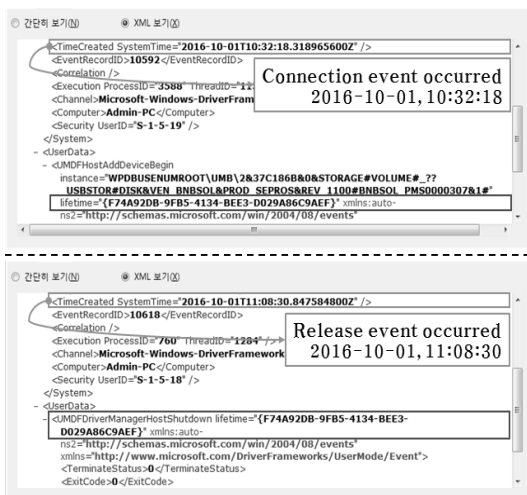 간단히 보기(N) XML 보기(X)
<TimeCreated SystemTime="2016-10-01T10:32:18.318965600Z" />
<EventRecordID>10592</EventRecordID>
<Correlation />
<Execution ProcessID="3588" ThreadID="11
<Channel>Microsoft-Windows-DriverFram
<Computer>Admin-PC</Computer>
<Security UserID="S-1-5-19" />
</System>
- <UserData>
- <UMDFHostAddDeviceBegin
instance="WPDBUSENUMROOT\UMB\2&37C186B&0&STORAGE#VOLUME#_??
_USBSTOR#DISK&VEN_BNBSOL&PROD_SEPROS&REV_1100#BNBSOL_PMS0000307&1#"
lifetime="{F74A92DB-9FB5-4134-BEE3-D029A86C9AEF}" xmlns:auto-
ns2="http://schemas.microsoft.com/win/2004/08/events"
Connection event occurred
2016-10-01, 10:32:18
간단히 보기(N) XML 보기(X)
<TimeCreated SystemTime="2016-10-01T11:08:30.847584800Z" />
<EventRecordID>10618</EventRecordID>
<Correlation />
<Execution ProcessID="760" ThreadID="1284" />
<Channel>Microsoft-Windows-DriverFramework
<Computer>Admin-PC</Computer>
<Security UserID="S-1-5-18" />
</System>
- <UserData>
- <UMDFDriverManagerHostShutdown lifetime="{F74A92DB-9FB5-4134-BEE3-
D029A86C9AEF}" xmlns:auto-
ns2="http://schemas.microsoft.com/win/2004/08/events"
xmlns="http://www.microsoft.com/DriverFrameworks/UserMode/Event">
<TerminateStatus>0</TerminateStatus>
<ExitCode>0</ExitCode>
Release event occurred
2016-10-01, 11:08:30